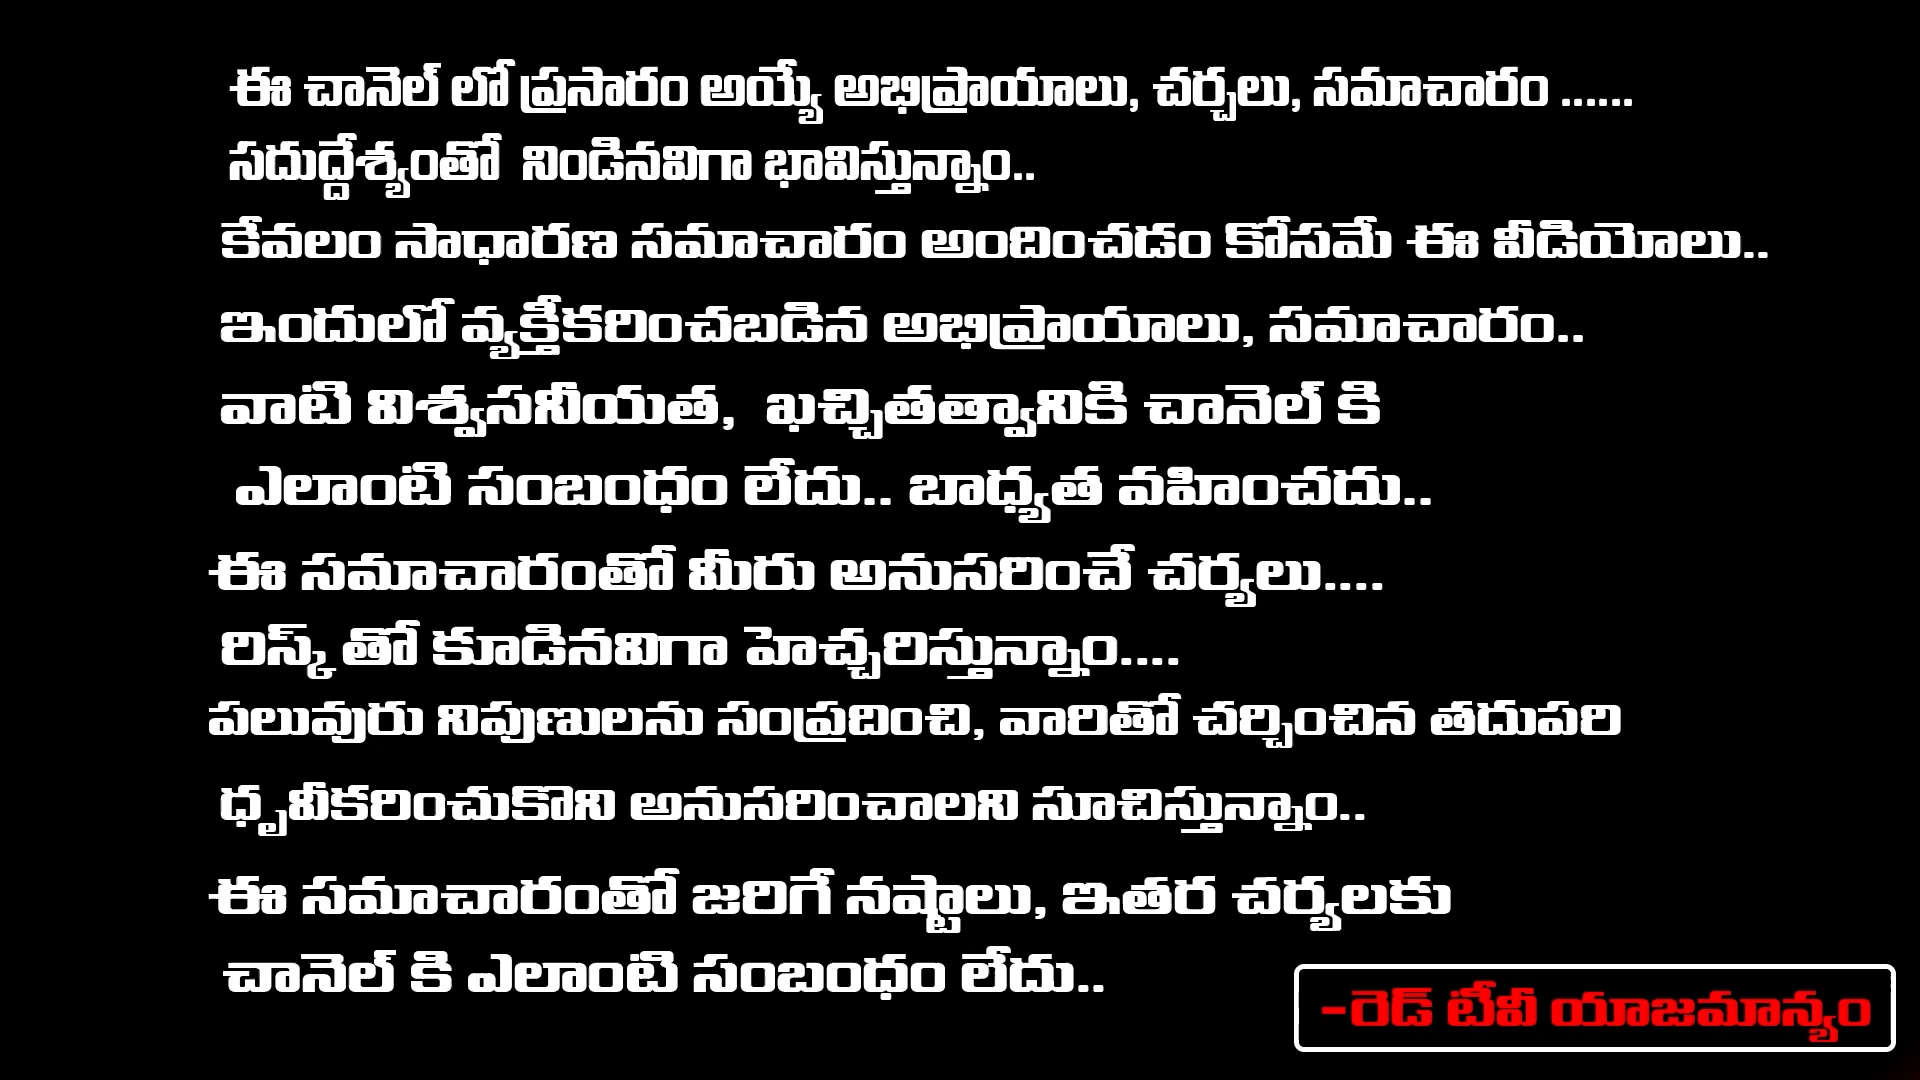 ఈ చానెల్ లో ప్రసారం అయ్యే అభిప్రాయాలు, చర్చలు, సమాచారం ......
సదుద్దేశ్యంతో నిండినవిగా భావిస్తున్నాం..
కేవలం సాధారణ సమాచారం అందించడం కోసమే ఈ వీడియోలు..
ఇందులో వ్యక్తీకరించబడిన అభిప్రాయాలు, సమాచారం..
వాటి విశ్వసనీయత, ఖచ్చితత్వానికి చానెల్ కి
ఎలాంటి సంబంధం లేదు.. బాధ్యత వహించదు..
ఈ సమాచారంతో మీరు అనుసరించే చర్యలు....
రిస్క్ తో కూడినవిగా హెచ్చరిస్తున్నాం....
పలువురు నిపుణులను సంప్రదించి, వారితో చర్చించిన తదుపరి
ధృవీకరించుకొని అనుసరించాలని సూచిస్తున్నాం..
ఈ సమాచారంతో జరిగే నష్టాలు, ఇతర చర్యలకు
చానెల్ కి ఎలాంటి సంబంధం లేదు..
-రెడ్ టీవీ యాజమాన్యం